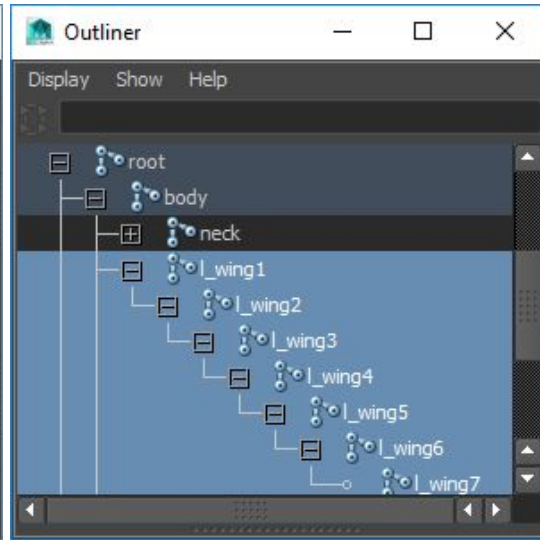 Outliner
Display Show Help
root
body
neck
l_wing1
l_wing2
l_wing3
l_wing4
l_wing5
l_wing6
l_wing7